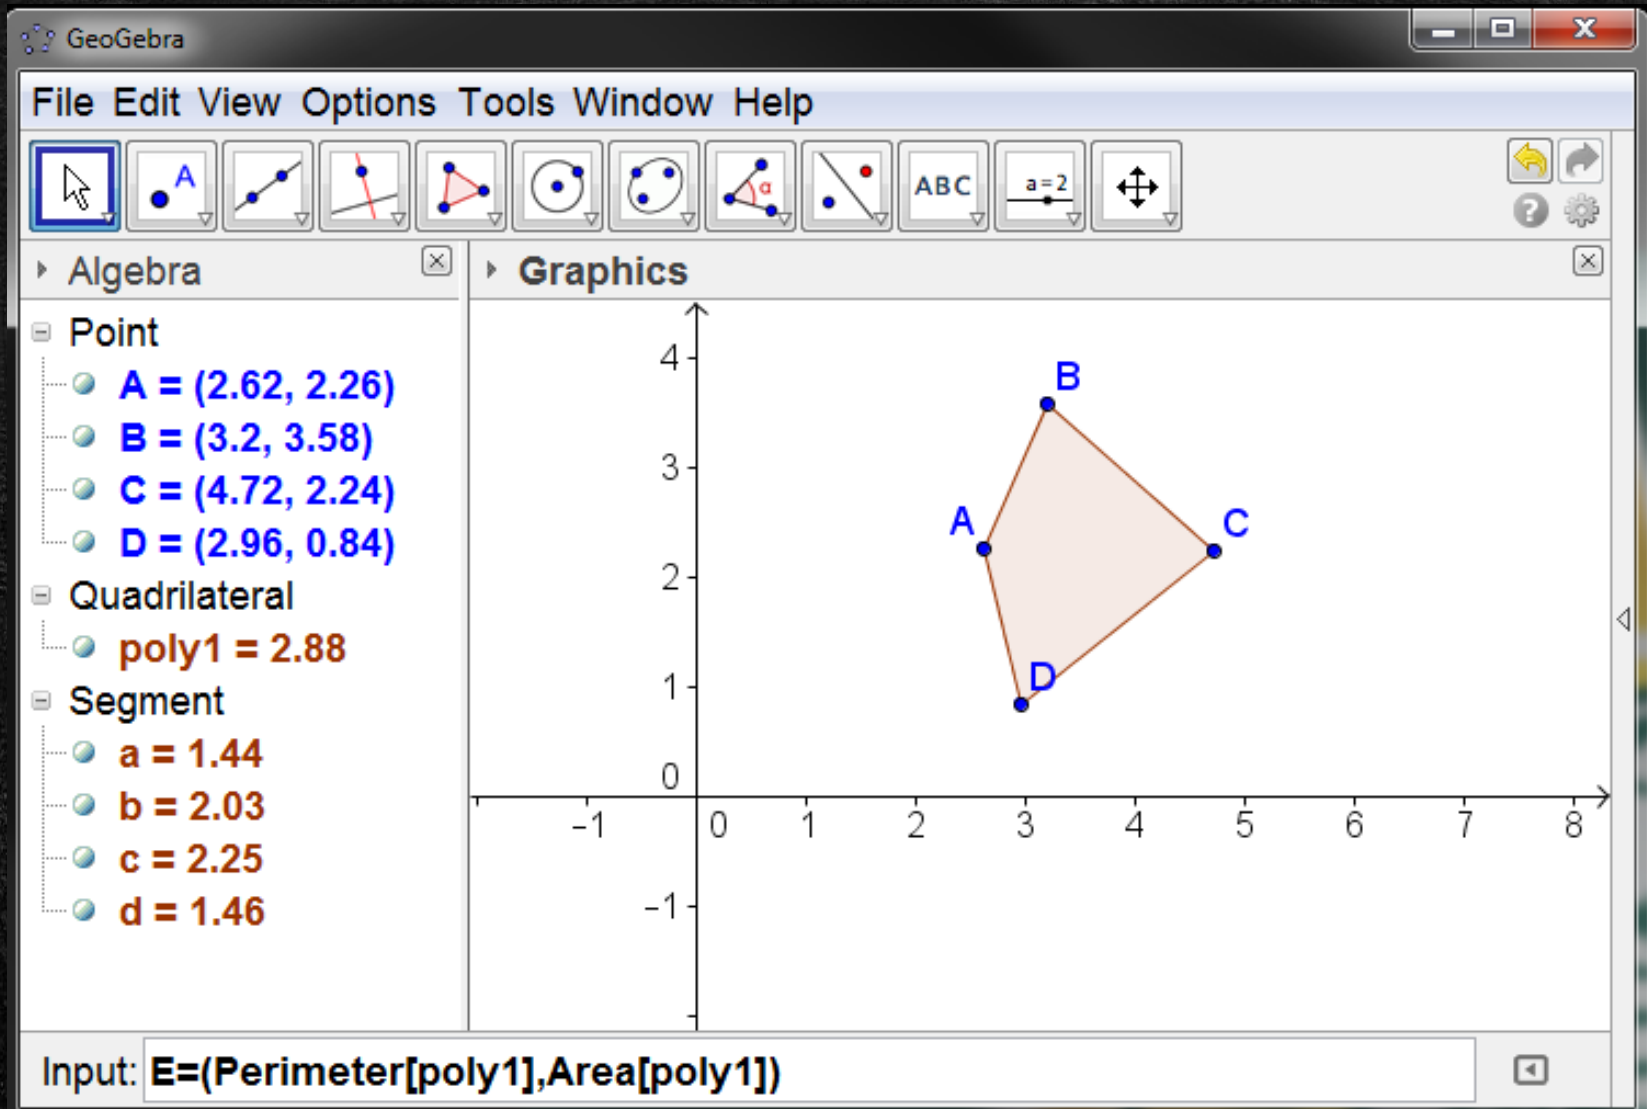 GeoGebra
File Edit View Options Tools Window Help
A
α
ABC
a=2
?
Algebra
Graphics
Point
A = (2.62, 2.26)
B = (3.2, 3.58)
C = (4.72, 2.24)
D = (2.96, 0.84)
Quadrilateral
poly1 = 2.88
Segment
a = 1.44
b = 2.03
c = 2.25
d = 1.46
4
3
2
1
0
-1
-1 0 1 2 3 4 5 6 7 8
B
A
C
D
Input: E=(Perimeter[poly1],Area[poly1])